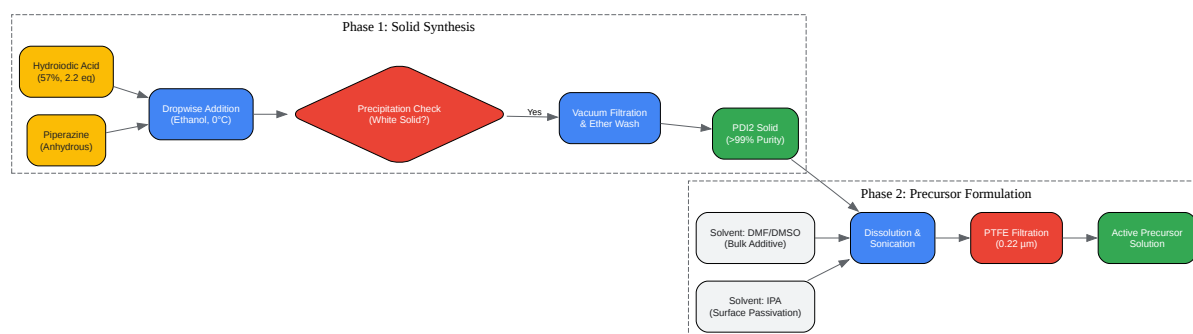 Phase 1: Solid Synthesis
Hydroiodic Acid
(57%, 2.2 eq)
Piperazine
(Anhydrous)
Dropwise Addition
(Ethanol, 0°C)
Precipitation Check
(White Solid?)
Yes
Vacuum Filtration
& Ether Wash
PDI2 Solid
(>99% Purity)
Phase 2: Precursor Formulation
Solvent: DMF/DMSO
(Bulk Additive)
Solvent: IPA
(Surface Passivation)
Dissolution &
Sonication
PTFE Filtration
(0.22 µm)
Active Precursor
Solution